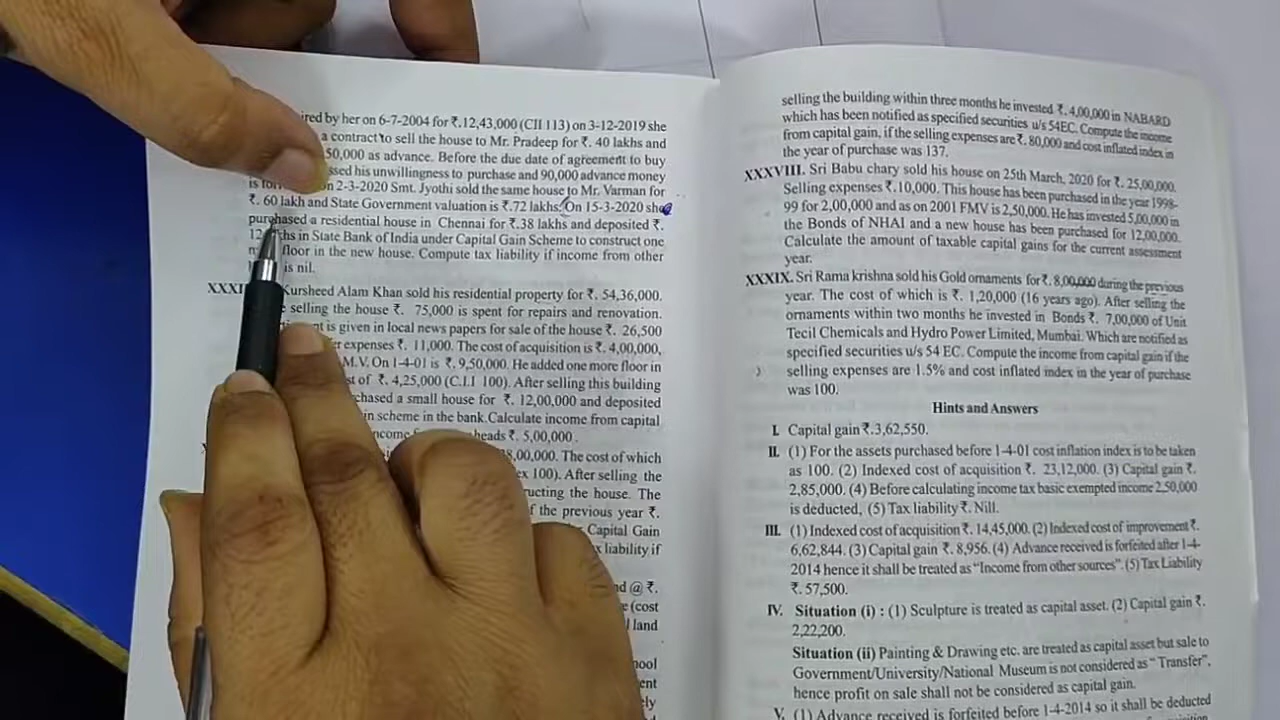 ired by her on 6-7-2004 for ₹.12,43,000 (CII 113) on 3-12-2019 she
a contract to sell the house to Mr. Pradeep for ₹. 40 lakhs and
50,000 as advance. Before the due date of agreement to buy
ssed his unwillingness to purchase and 90,000 advance money
on 2-3-2020 Smt. Jyothi sold the same house to Mr. Varman for
₹. 60 lakh and State Government valuation is ₹.72 lakhs. On 15-3-2020 she
purchased a residential house in Chennai for ₹.38 lakhs and deposited ₹.
12 hs in State Bank of India under Capital Gain Scheme to construct one
floor in the new house. Compute tax liability if income from other
is nil.
Kursheed Alam Khan sold his residential property for ₹. 54,36,000.
selling the house ₹. 75,000 is spent for repairs and renovation.
t is given in local news papers for sale of the house ₹. 26,500
expenses ₹. 11,000. The cost of acquisition is ₹. 4,00,000,
M.V. On 1-4-01 is ₹. 9,50,000. He added one more floor in
st of ₹. 4,25,000 (C.I.I 100). After selling this building
chased a small house for ₹. 12,00,000 and deposited
in scheme in the bank. Calculate income from capital
income heads ₹. 5,00,000.
8,00,000. The cost of which
ex 100). After selling the
ructing the house. The
f the previous year ₹.
Capital Gain
x liability if
nd @ ₹.
(cost
land
ool
ent
ly
selling the building within three months he invested ₹. 4,00,000 in NABARD
which has been notified as specified securities u/s 54EC. Compute the income
from capital gain, if the selling expenses are ₹. 80,000 and cost inflated index in
the year of purchase was 137.
XXXVIII. Sri Babu chary sold his house on 25th March, 2020 for ₹. 25,00,000.
Selling expenses ₹.10,000. This house has been purchased in the year 1998-
99 for 2,00,000 and as on 2001 FMV is 2,50,000. He has invested 5,00,000 in
the Bonds of NHAI and a new house has been purchased for 12,00,000.
Calculate the amount of taxable capital gains for the current assessment
year.
XXXIX. Sri Rama krishna sold his Gold ornaments for ₹. 8,00,000 during the previous
year. The cost of which is ₹. 1,20,000 (16 years ago). After selling the
ornaments within two months he invested in Bonds ₹. 7,00,000 of Unit
Tecil Chemicals and Hydro Power Limited, Mumbai. Which are notified as
specified securities u/s 54 EC. Compute the income from capital gain if the
selling expenses are 1.5% and cost inflated index in the year of purchase
was 100.
Hints and Answers
I. Capital gain ₹.3,62,550.
II. (1) For the assets purchased before 1-4-01 cost inflation index is to be taken
as 100. (2) Indexed cost of acquisition ₹. 23,12,000. (3) Capital gain ₹.
2,85,000. (4) Before calculating income tax basic exempted income 2,50,000
is deducted, (5) Tax liability ₹. Nill.
III. (1) Indexed cost of acquisition ₹. 14,45,000. (2) Indexed cost of improvement ₹.
6,62,844. (3) Capital gain ₹. 8,956. (4) Advance received is forfeited after 1-4-
2014 hence it shall be treated as "Income from other sources". (5) Tax Liability
₹. 57,500.
IV. Situation (i) : (1) Sculpture is treated as capital asset. (2) Capital gain ₹.
2,22,200.
Situation (ii) Painting & Drawing etc. are treated as capital asset but sale to
Government/University/National Museum is not considered as "Transfer",
hence profit on sale shall not be considered as capital gain.
V. (1) Advance received is forfeited before 1-4-2014 so it shall be deducted